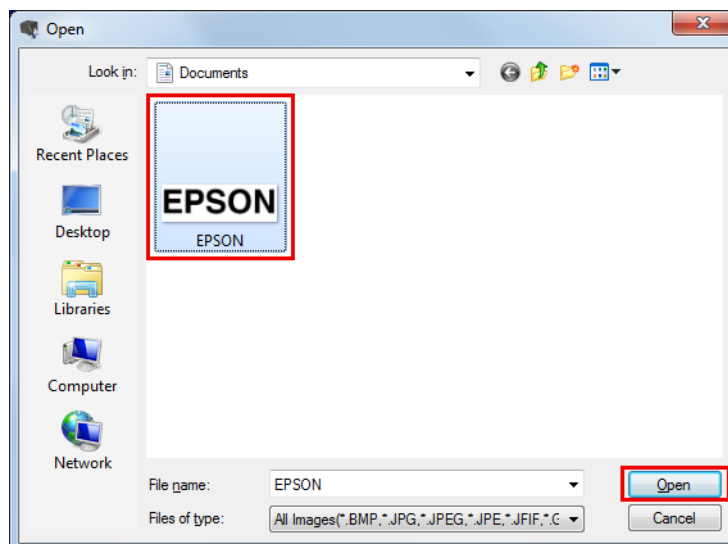 Open
Look in: Documents
EPSON
EPSON
Recent Places
Desktop
Libraries
Computer
Network
File name: EPSON Open
Files of type: All Images(*.BMP,*.JPG,*.JPEG,*.JPE,*.JFIF,*.G Cancel